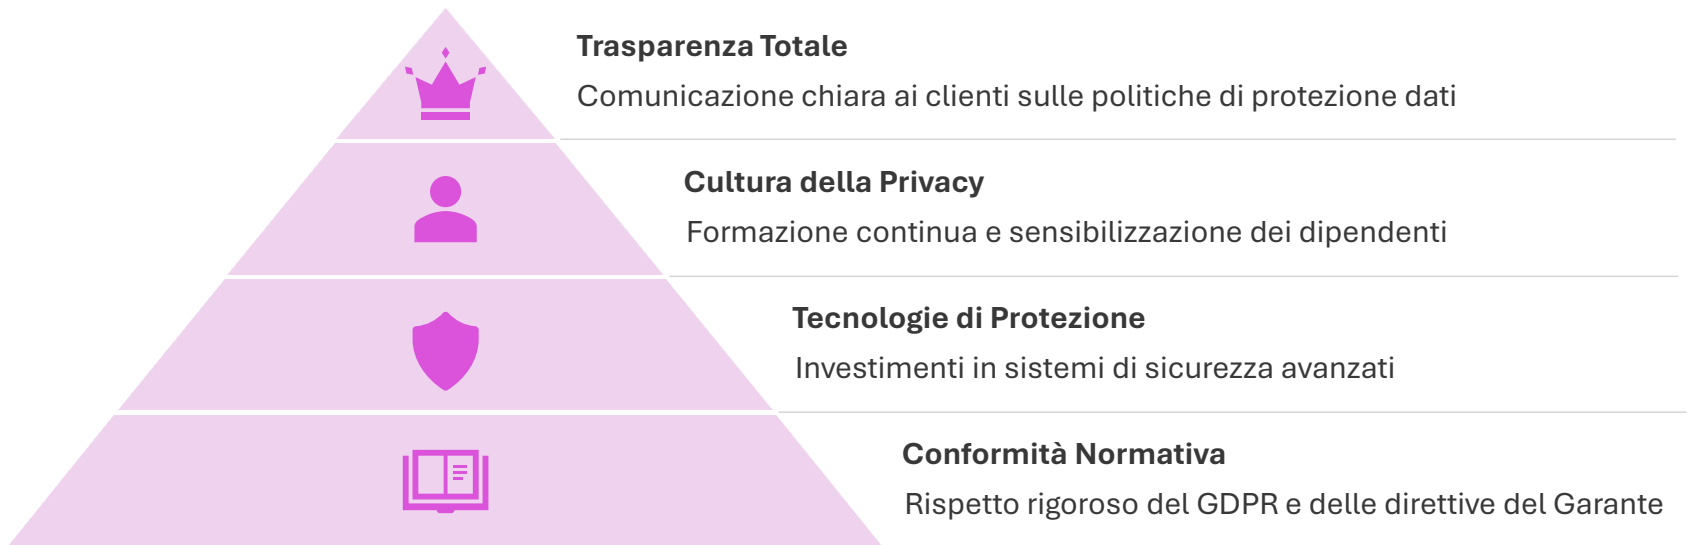 Trasparenza Totale
Comunicazione chiara ai clienti sulle politiche di protezione dati
Cultura della Privacy
Formazione continua e sensibilizzazione dei dipendenti
Tecnologie di Protezione
Investimenti in sistemi di sicurezza avanzati
Conformità Normativa
Rispetto rigoroso del GDPR e delle direttive del Garante